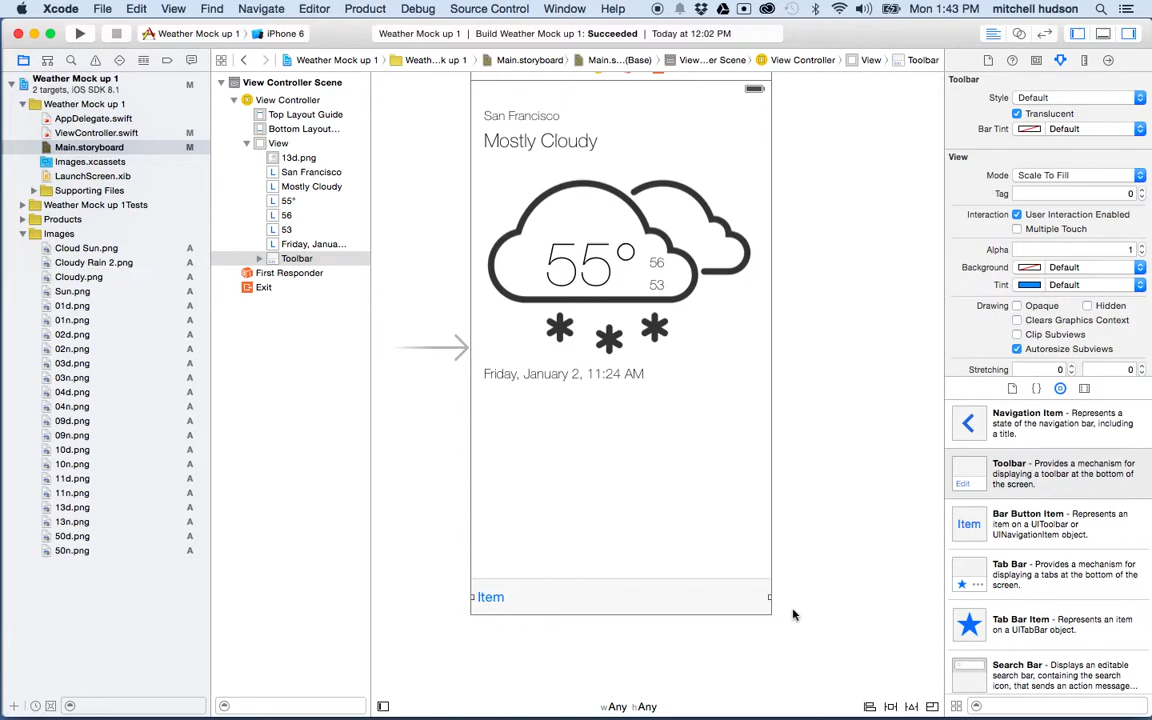 Xcode File Edit View Find Navigate Editor Product Debug Source Control Window Help Mon 1:43 PM mitchell hudson
Weather Mock up 1 iPhone 6 Weather Mock up 1 Build Weather Mock up 1: Succeeded Today at 12:02 PM
Weather Mock up 1 Weath...k up 1 Main.storyboard Main.s...(Base) View...er Scene View Controller View Toolbar
Weather Mock up 1 M
2 targets, iOS SDK 8.1
Weather Mock up 1
AppDelegate.swift
ViewController.swift M
Main.storyboard M
Images.xcassets
LaunchScreen.xib
Supporting Files
Weather Mock up 1Tests
Products
Images
Cloud Sun.png A
Cloudy Rain 2.png A
Cloudy.png A
Sun.png A
01d.png A
01n.png A
02d.png A
02n.png A
03d.png A
03n.png A
04d.png A
04n.png A
09d.png A
09n.png A
10d.png A
10n.png A
11d.png A
11n.png A
13d.png A
13n.png A
50d.png A
50n.png A
View Controller Scene
View Controller
Top Layout Guide
Bottom Layout...
View
13d.png
L San Francisco
L Mostly Cloudy
L 55°
L 56
L 53
L Friday, Janua...
Toolbar
First Responder
Exit
San Francisco
Mostly Cloudy
55°
56
53
Friday, January 2, 11:24 AM
Item
wAny hAny
Toolbar
Style Default
Translucent
Bar Tint Default
View
Mode Scale To Fill
Tag 0
Interaction User Interaction Enabled
Multiple Touch
Alpha 1
Background Default
Tint Default
Drawing Opaque Hidden
Clears Graphics Context
Clip Subviews
Autoresize Subviews
Stretching 0 0
Navigation Item - Represents a
state of the navigation bar, including
a title.
Edit
Toolbar - Provides a mechanism for
displaying a toolbar at the bottom of
the screen.
Item
Bar Button Item - Represents an
item on a UIToolbar or
UINavigationItem object.
Tab Bar - Provides a mechanism for
displaying a tabs at the bottom of the
screen.
Tab Bar Item - Represents an item
on a UITabBar object.
Search Bar - Displays an editable
search bar, containing the search
icon, that sends an action message...